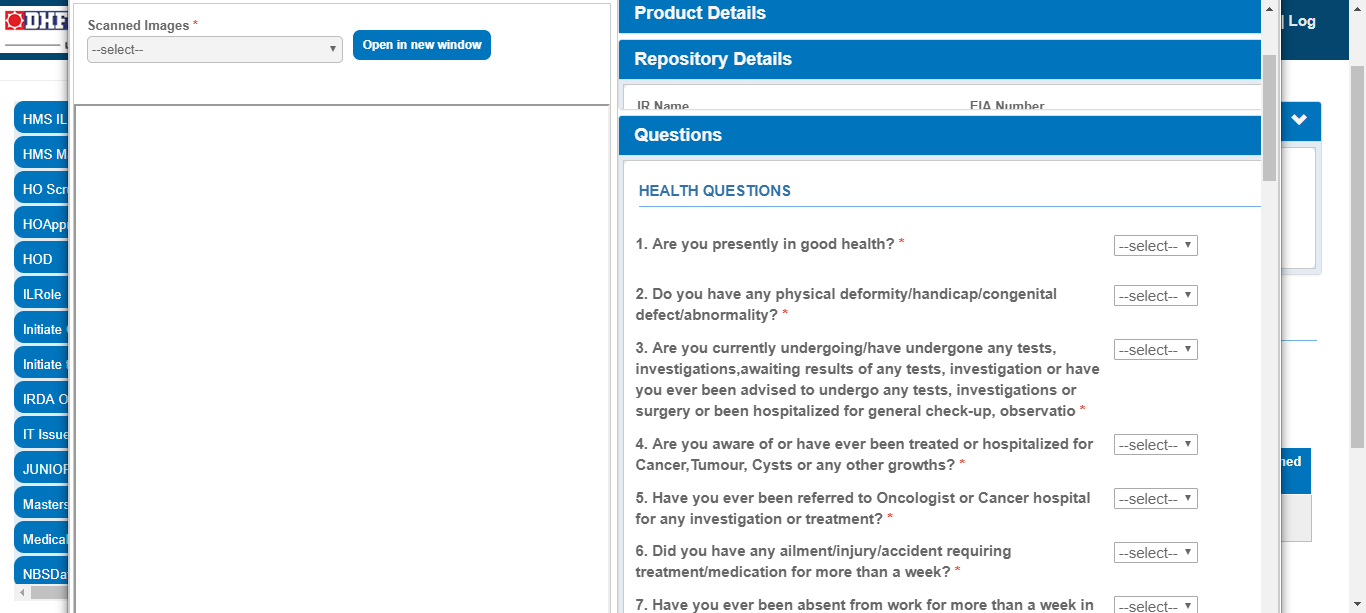 DHF
Log
HMS IL
HMS M
HO Scr
HOAppr
HOD
ILRole
Initiate
Initiate
IRDA O
IT Issue
JUNIOR
Masters
Medical
NBSDa
Scanned Images *
--select--
Open in new window
Product Details
Repository Details
IR Name
EIA Number
Questions
HEALTH QUESTIONS
1. Are you presently in good health? *
--select--
2. Do you have any physical deformity/handicap/congenital
defect/abnormality? *
--select--
3. Are you currently undergoing/have undergone any tests,
investigations,awaiting results of any tests, investigation or have
you ever been advised to undergo any tests, investigations or
surgery or been hospitalized for general check-up, observatio *
--select--
4. Are you aware of or have ever been treated or hospitalized for
Cancer,Tumour, Cysts or any other growths? *
--select--
5. Have you ever been referred to Oncologist or Cancer hospital
for any investigation or treatment? *
--select--
6. Did you have any ailment/injury/accident requiring
treatment/medication for more than a week? *
--select--
7. Have you ever been absent from work for more than a week in
--select--
ned